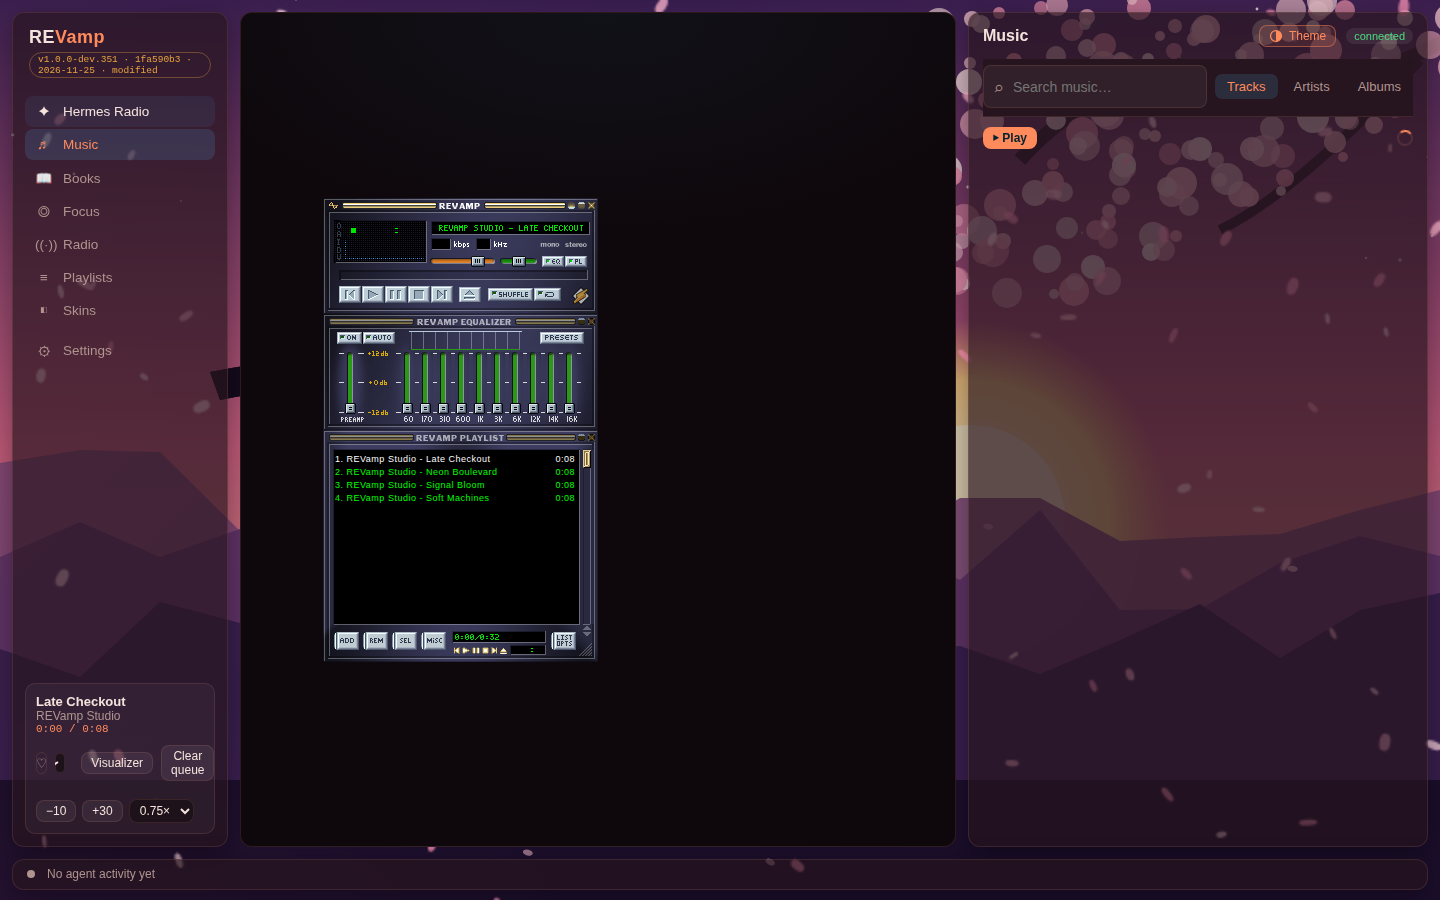 REVamp
v1.0.0-dev.351 · 1fa590b3 ·
2026-11-25 · modified
Hermes Radio
Music
Books
Focus
Radio
Playlists
Skins
Settings
Late Checkout
REVamp Studio
0:00 / 0:08
Visualizer
Clear queue
−10
+30
0.75×
REVAMP
REVAMP STUDIO - LATE CHECKOUT
kbps
kHz
mono
stereo
EQ
PL
SHUFFLE
REVAMP EQUALIZER
ON
AUTO
PRESETS
+12db
+0db
-12db
PREAMP
60 170 310 600 1K 3K 6K 12K 14K 16K
REVAMP PLAYLIST
1. REVamp Studio - Late Checkout 0:08
2. REVamp Studio - Neon Boulevard 0:08
3. REVamp Studio - Signal Bloom 0:08
4. REVamp Studio - Soft Machines 0:08
ADD
REM
SEL
MISC
0:00/0:32
LIST
OPTS
Music
Theme
connected
Search music…
Tracks
Artists
Albums
Play
No agent activity yet